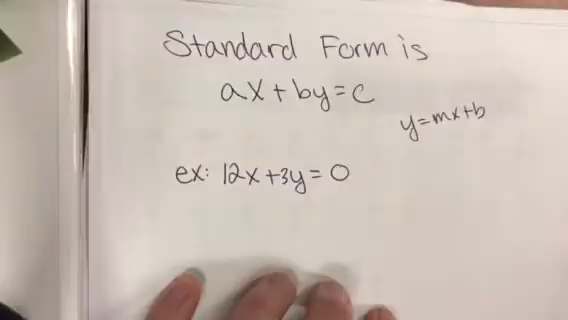 Standard Form is
ax + by = c
y=mx+b
ex: 12x + 3y = 0